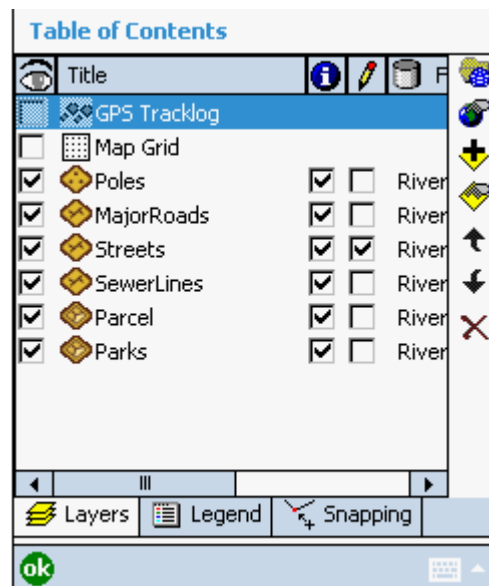 Table of Contents
Title F
GPS Tracklog
Map Grid
Poles River
MajorRoads River
Streets River
SewerLines River
Parcel River
Parks River
Layers Legend Snapping
ok